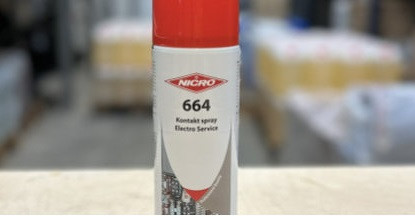 NICRO
664
Kontakt spray
Electro Service